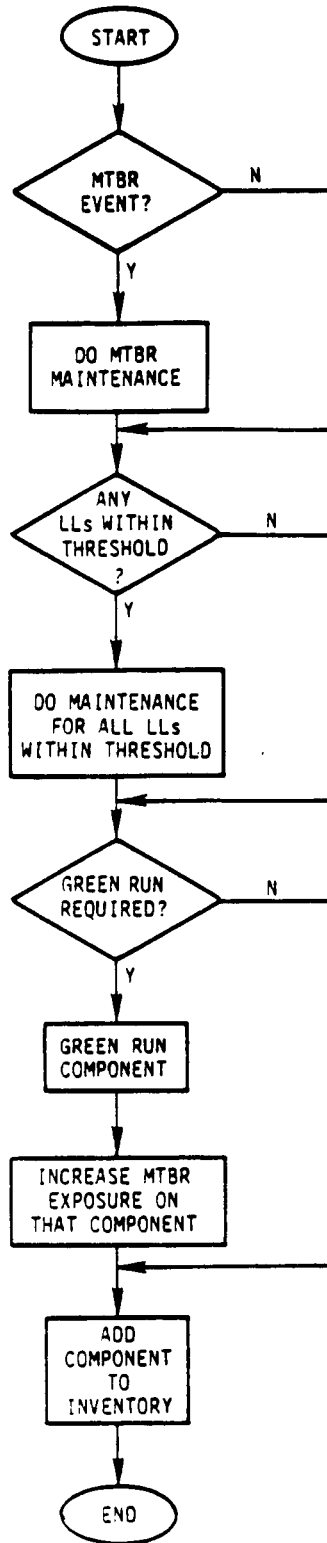 START
MTBR
EVENT?
N
Y
DO MTBR
MAINTENANCE
ANY
LLs WITHIN
THRESHOLD
?
N
Y
DO MAINTENANCE
FOR ALL LLs
WITHIN THRESHOLD
GREEN RUN
REQUIRED?
N
Y
GREEN RUN
COMPONENT
INCREASE MTBR
EXPOSURE ON
THAT COMPONENT
ADD
COMPONENT
TO
INVENTORY
END